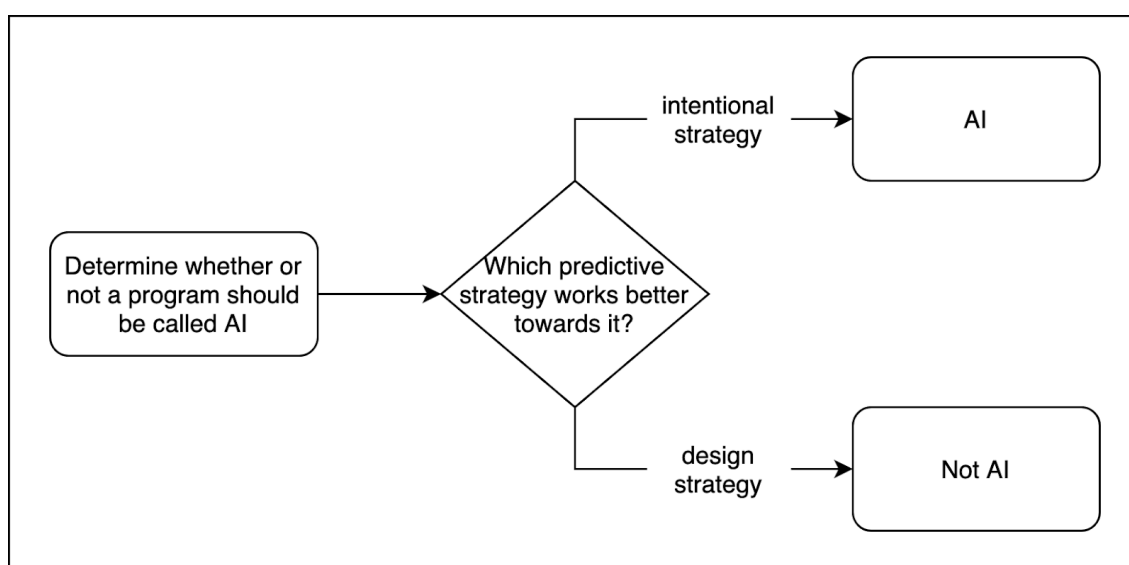 Determine whether or
not a program should
be called AI
Which predictive
strategy works better
towards it?
intentional
strategy
AI
design
strategy
Not AI